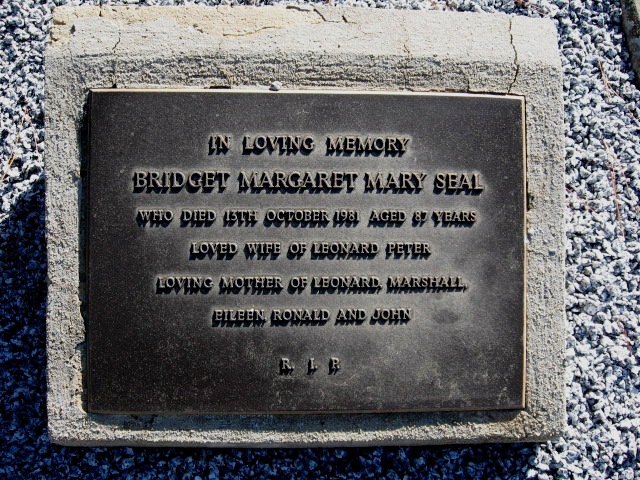 IN LOVING MEMORY
BRIDGET MARGARET MARY SEAL
WHO DIED 13TH OCTOBER 1981 AGED 87 YEARS
LOVED WIFE OF LEONARD PETER
LOVING MOTHER OF LEONARD, MARSHALL,
EILEEN, RONALD AND JOHN
R. I. P.